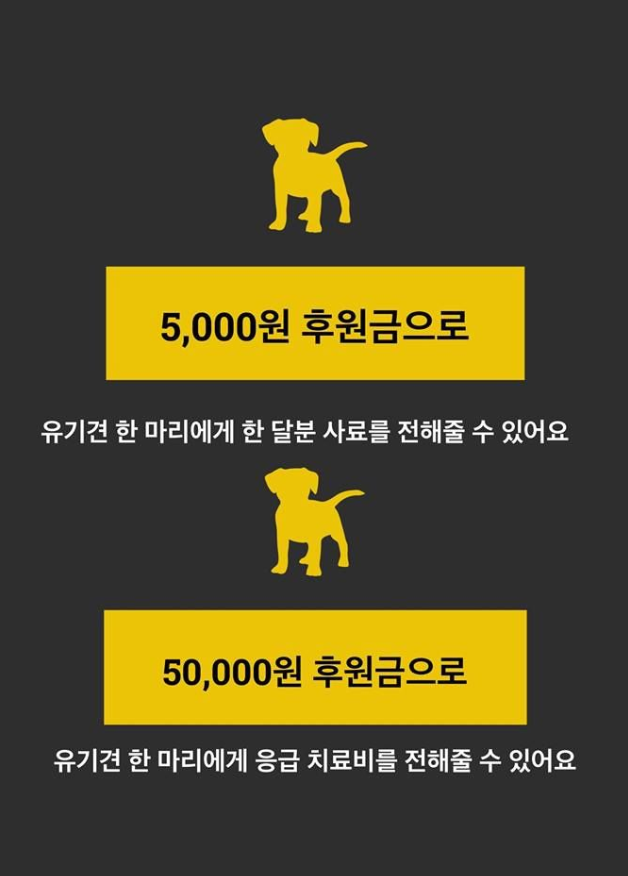 5,000원 후원금으로
유기견 한 마리에게 한 달분 사료를 전해줄 수 있어요
50,000원 후원금으로
유기견 한 마리에게 응급 치료비를 전해줄 수 있어요